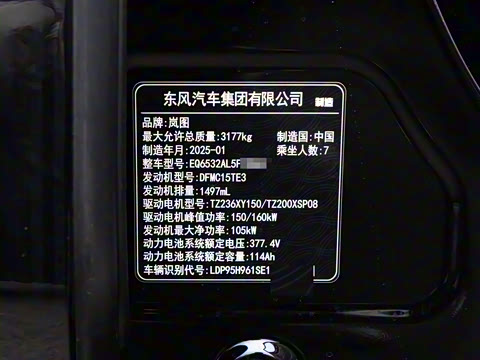 东风汽车集团有限公司 制造
品牌:岚图
最大允许总质量:3177kg 制造国:中国
制造年月:2025-01 乘坐人数:7
整车型号:EQ6532AL5F
发动机型号:DFMC15TE3
发动机排量:1497mL
驱动电机型号:TZ236XY150/TZ200XSP08
驱动电机峰值功率:150/160kW
发动机最大净功率:105kW
动力电池系统额定电压:377.4V
动力电池系统额定容量:114Ah
车辆识别代号:LDP95H961SE1